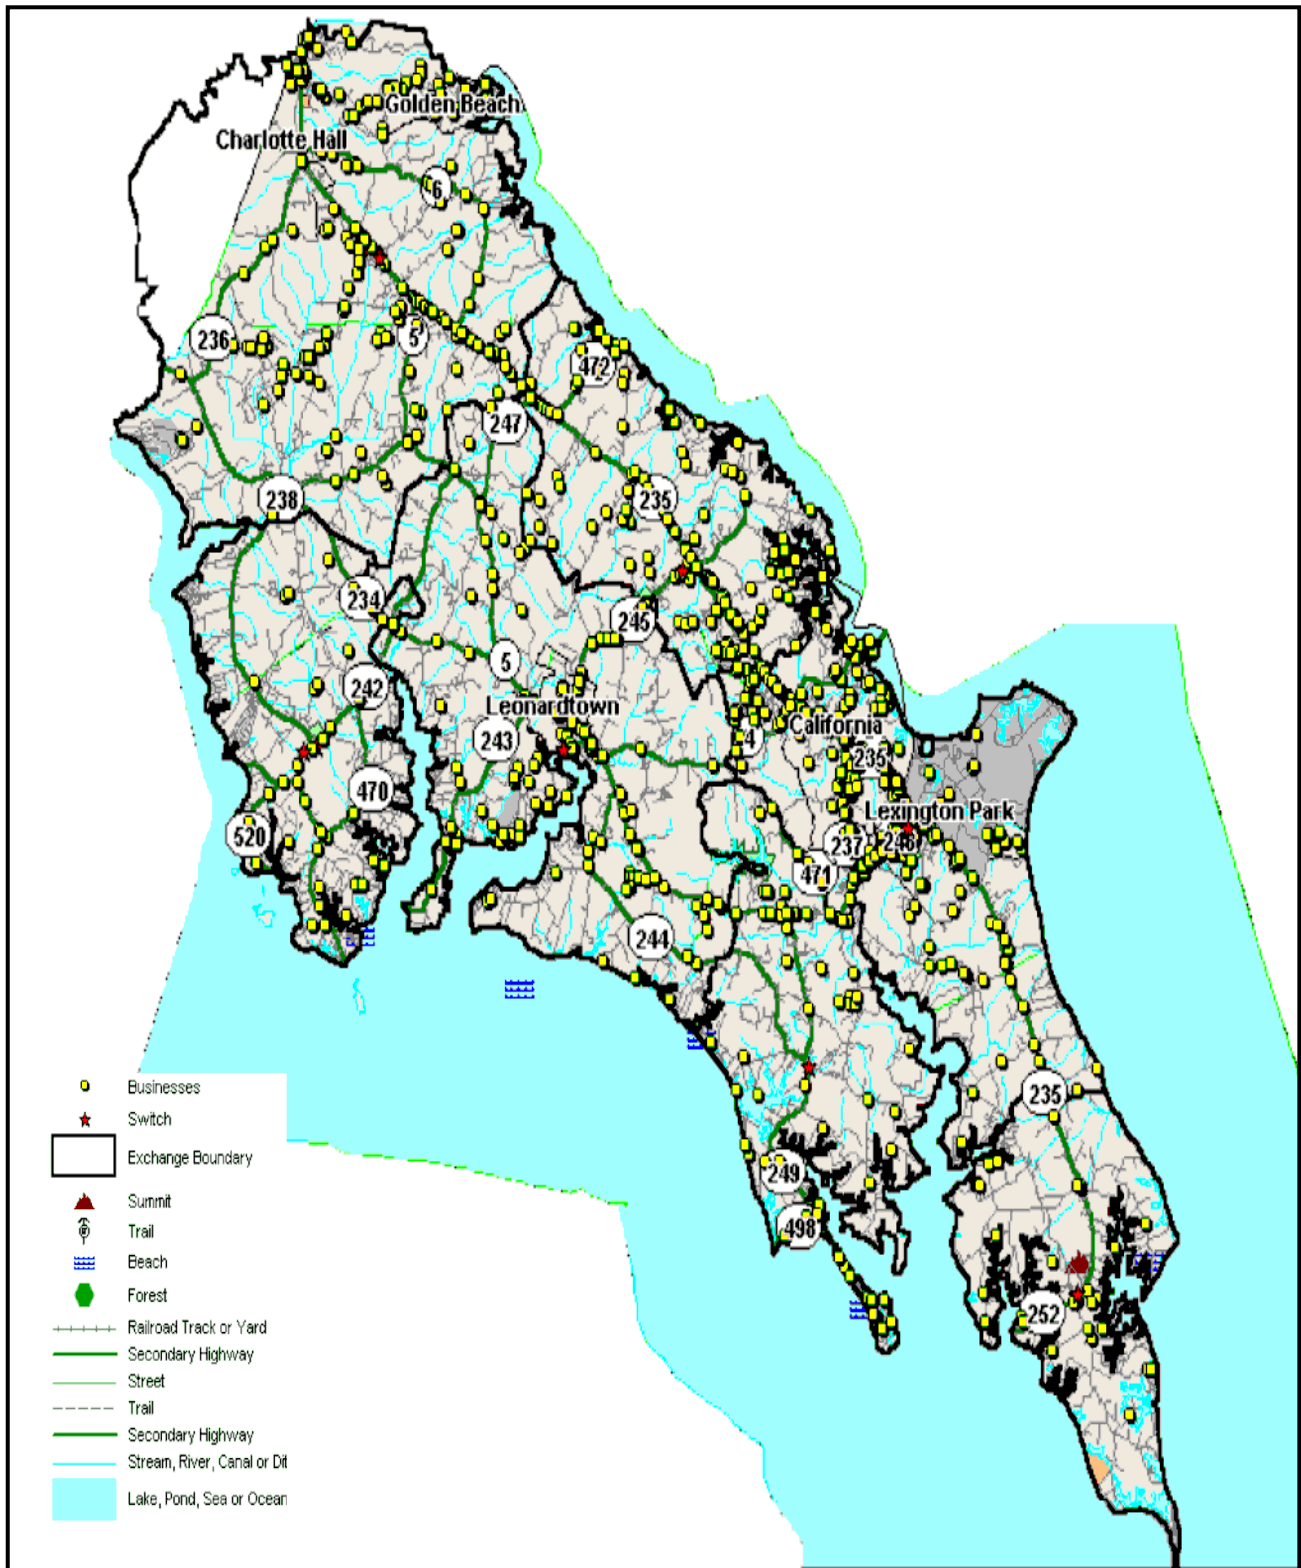 Golden Beach
Charlotte Hall
6
236
5
472
247
238
235
234
245
5
242
Leonardtown
243
4
California
235
470
Lexington Park
520
237
246
471
244
235
249
498
252
Businesses
Switch
Exchange Boundary
Summit
Trail
Beach
Forest
Railroad Track or Yard
Secondary Highway
Street
Trail
Secondary Highway
Stream, River, Canal or Dit
Lake, Pond, Sea or Ocean